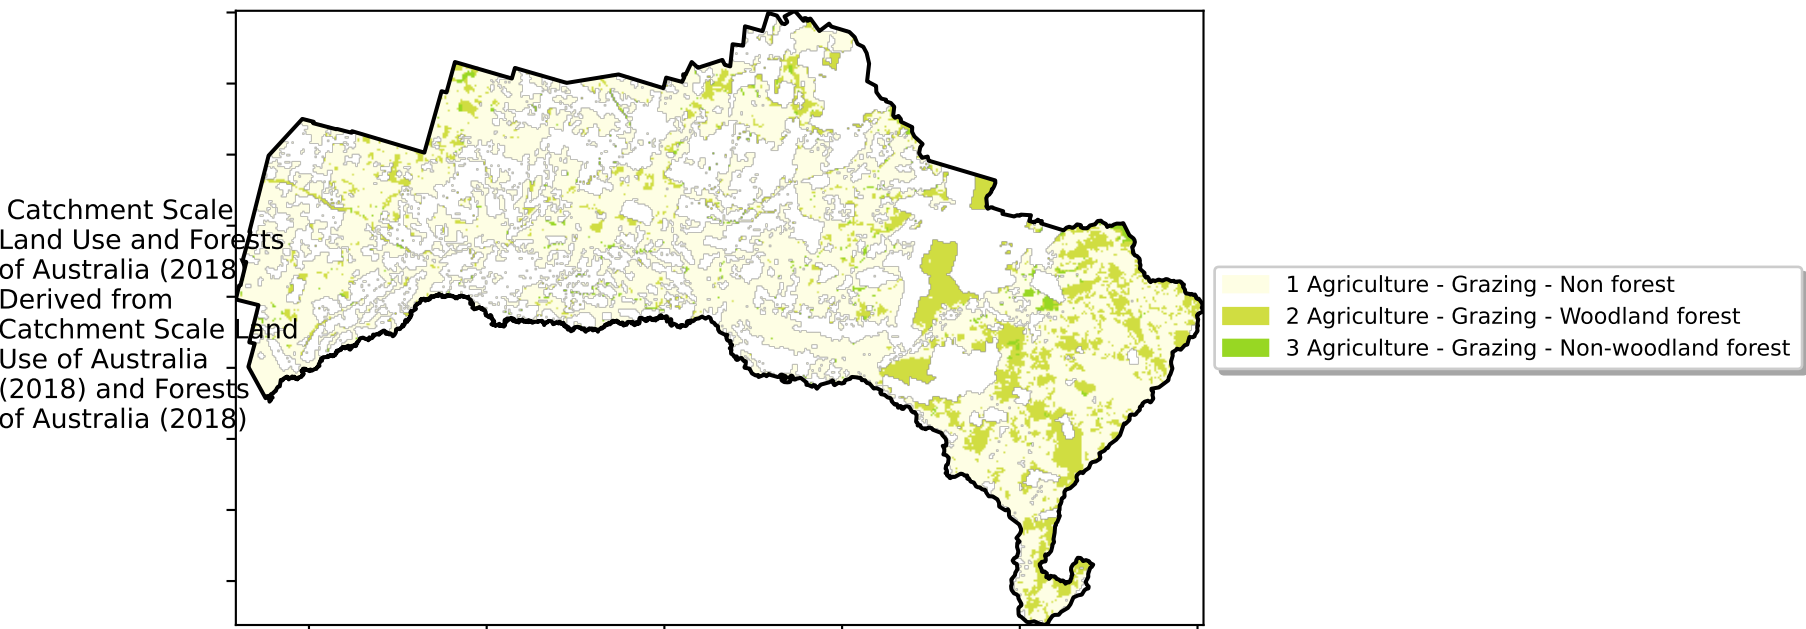 Catchment Scale
Land Use and Forests
of Australia (2018)
Derived from
Catchment Scale Land
Use of Australia
(2018) and Forests
of Australia (2018)
1 Agriculture - Grazing - Non forest
2 Agriculture - Grazing - Woodland forest
3 Agriculture - Grazing - Non-woodland forest